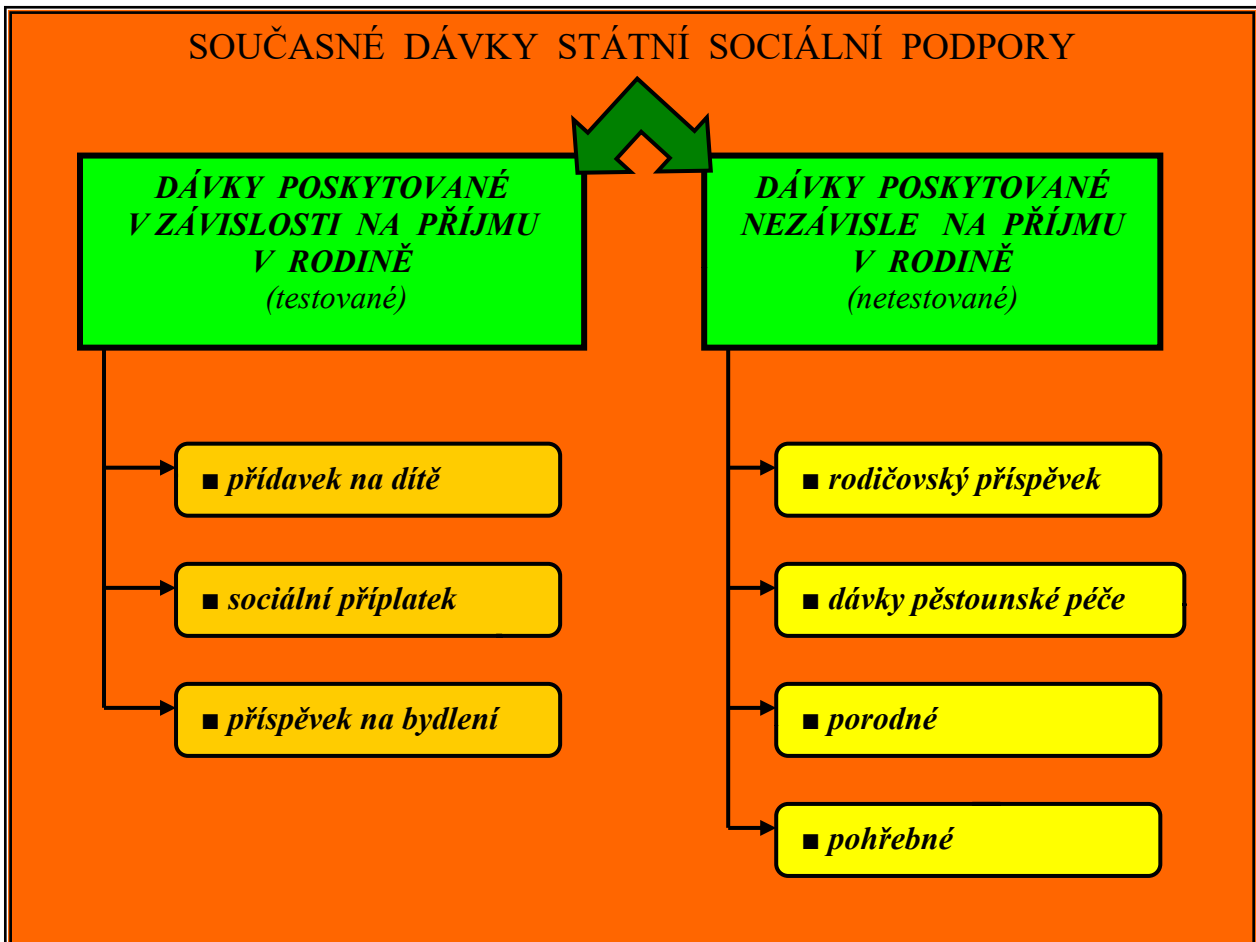 SOUČASNÉ DÁVKY STÁTNÍ SOCIÁLNÍ PODPORY
DÁVKY POSKYTOVANÉ
V ZÁVISLOSTI NA PŘÍJMU
V RODINĚ
(testované)
■ přídavek na dítě
■ sociální příplatek
■ příspěvek na bydlení
DÁVKY POSKYTOVANÉ
NEZÁVISLE NA PŘÍJMU
V RODINĚ
(netestované)
■ rodičovský příspěvek
■ dávky pěstounské péče
■ porodné
■ pohřebné